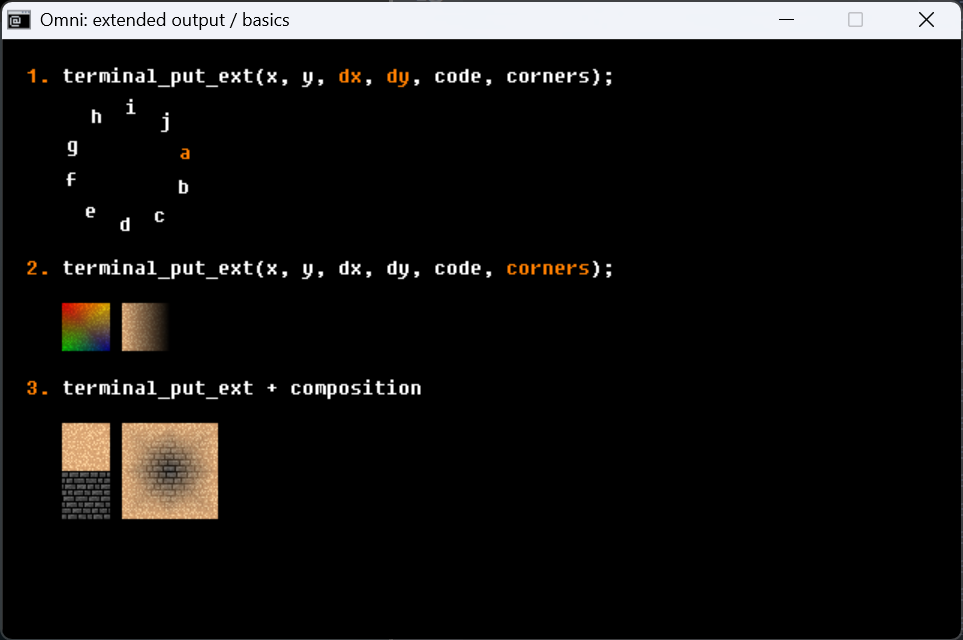 Omni: extended output / basics
1. terminal_put_ext(x, y, dx, dy, code, corners);
a
b
c
d
e
f
g
h
i
j
2. terminal_put_ext(x, y, dx, dy, code, corners);
3. terminal_put_ext + composition